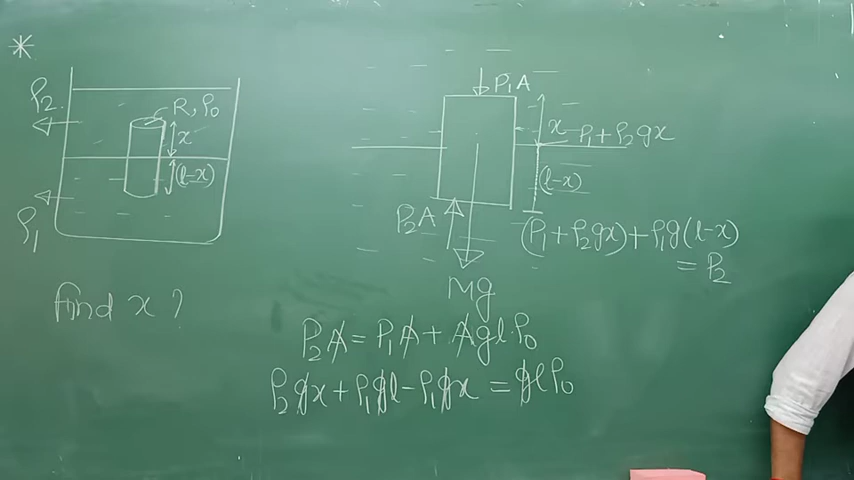 *
ρ₂
R, ρ₀
x
(l-x)
ρ₁
find x ?
P₁A
x
P₁+ρ₂gx
(l-x)
P₂A
(P₁+ρ₂gx)+ρ₁g(l-x)
= P₂
Mg
P₂A = P₁A + Aglρ₀
ρ₂gx + ρ₁gl - ρ₁gx = glρ₀